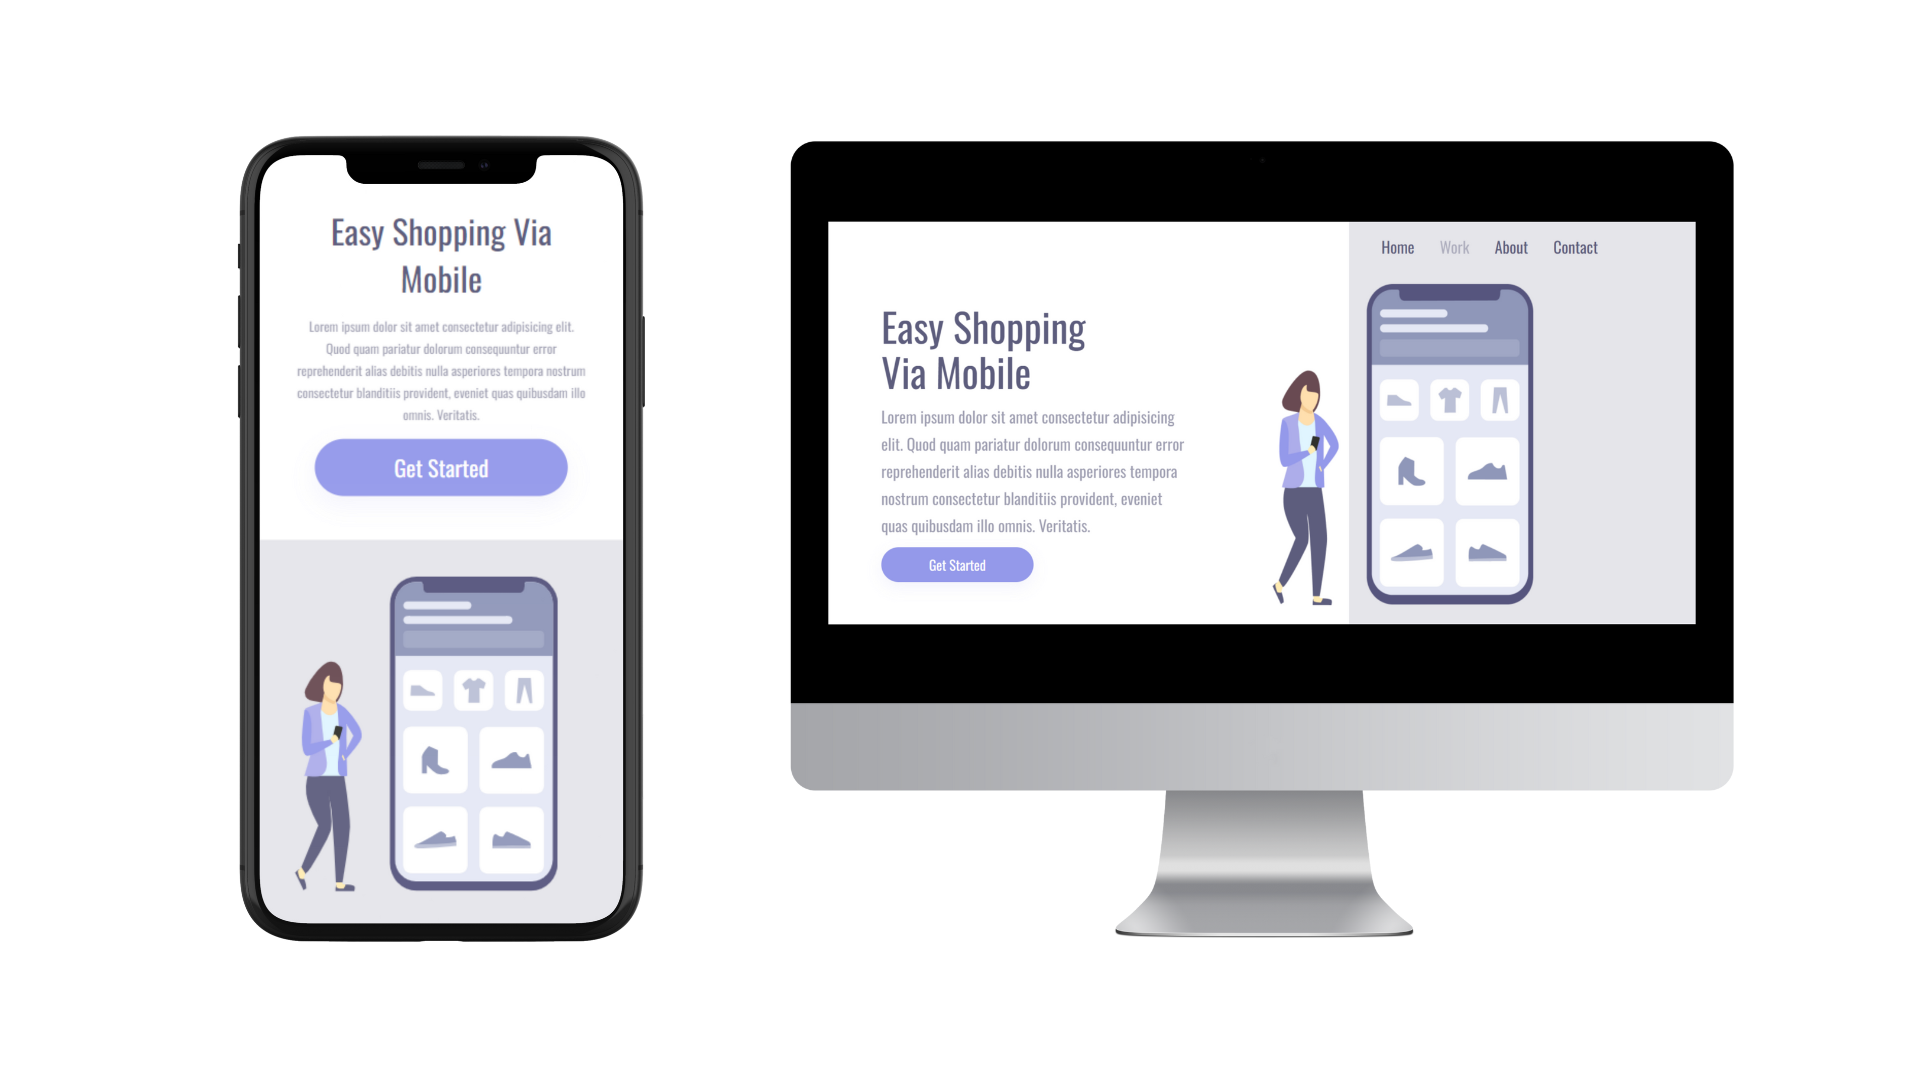 Easy Shopping Via
Mobile
Lorem ipsum dolor sit amet consectetur adipisicing elit.
Quod quam pariatur dolorum consequuntur error
reprehenderit alias debitis nulla asperiores tempora nostrum
consectetur blanditiis provident, eveniet quas quibusdam illo
omnis. Veritatis.
Get Started
Home Work About Contact
Easy Shopping
Via Mobile
Lorem ipsum dolor sit amet consectetur adipisicing
elit. Quod quam pariatur dolorum consequuntur error
reprehenderit alias debitis nulla asperiores tempora
nostrum consectetur blanditiis provident, eveniet
quas quibusdam illo omnis. Veritatis.
Get Started